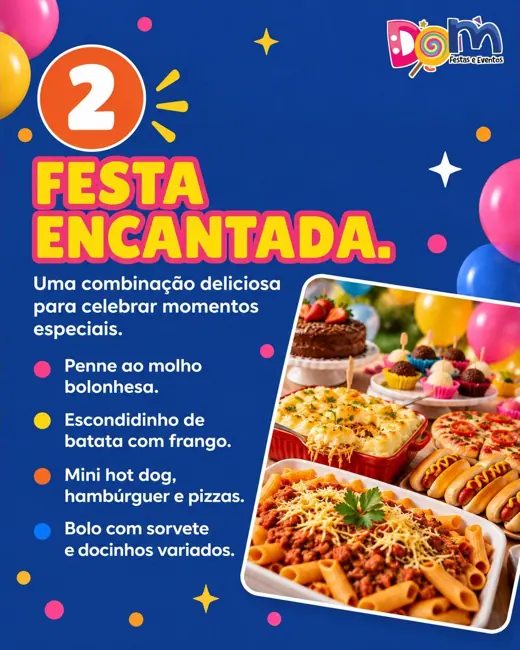 Dom
Festas e Eventos
2
FESTA
ENCANTADA.
Uma combinação deliciosa
para celebrar momentos
especiais.
Penne ao molho
bolonhesa.
Escondidinho de
batata com frango.
Mini hot dog,
hambúrguer e pizzas.
Bolo com sorvete
e docinhos variados.